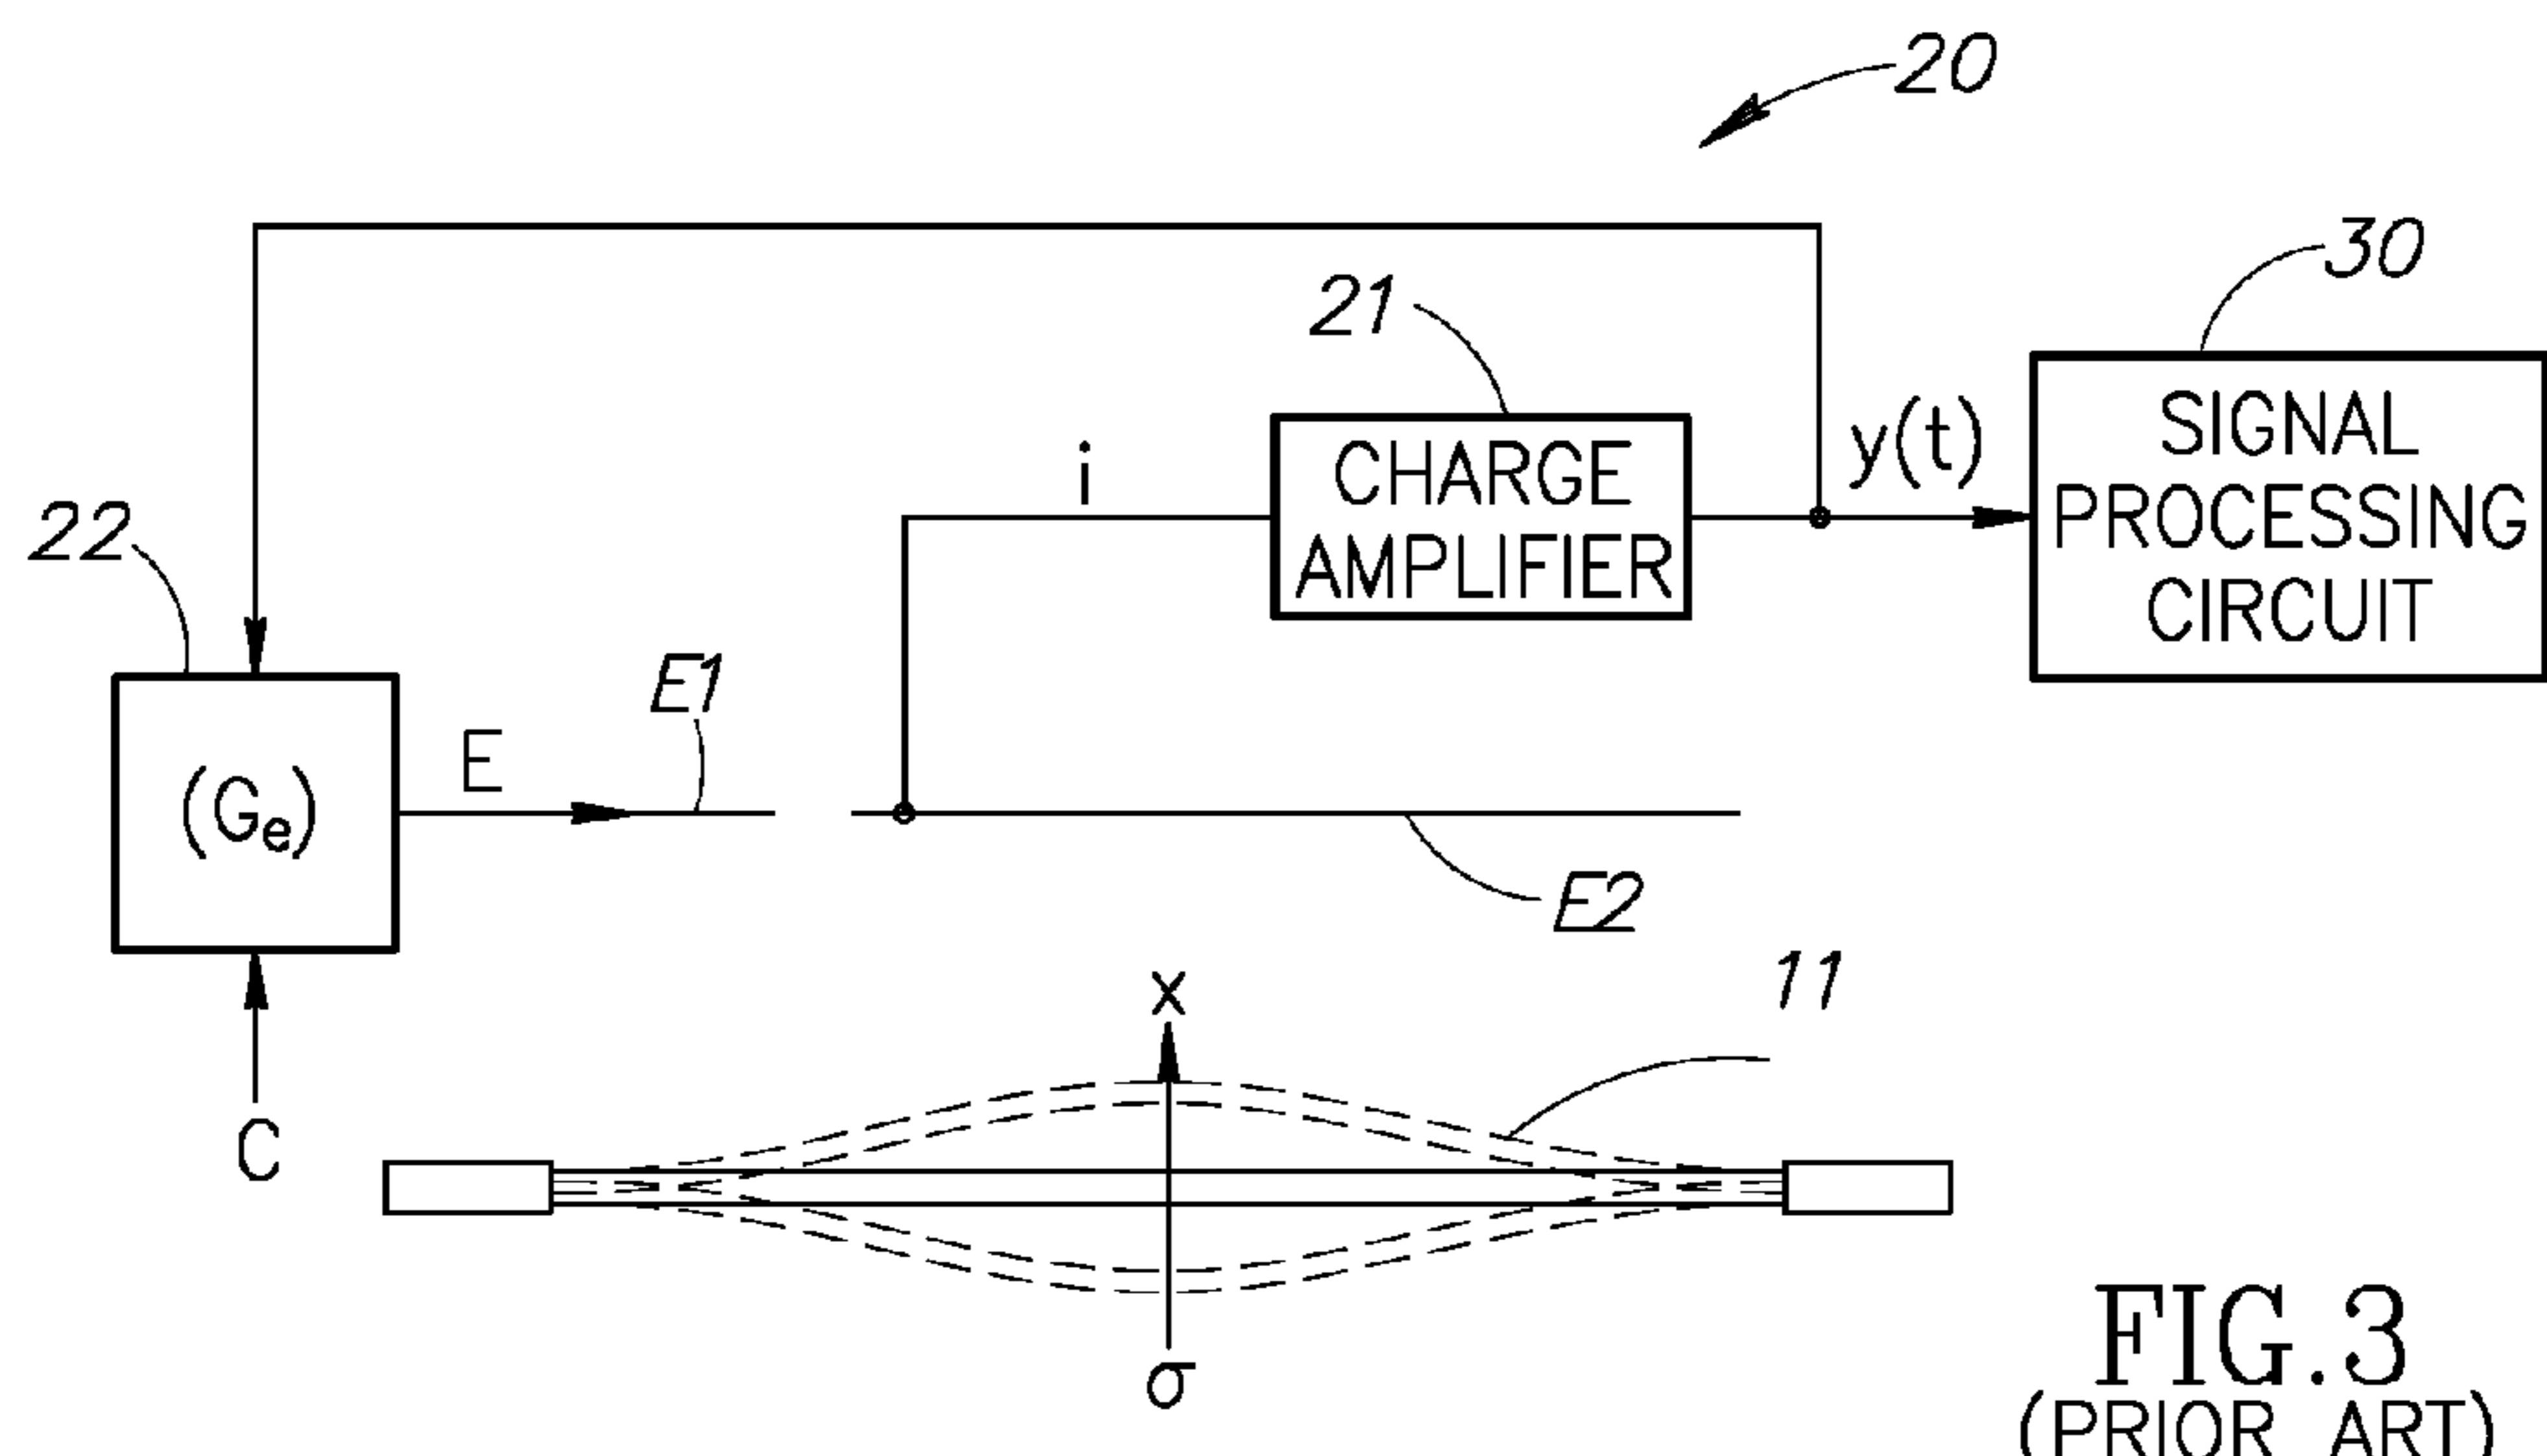 20
30
21
SIGNAL
PROCESSING
CIRCUIT
y(t)
i
CHARGE
AMPLIFIER
22
E1
E
(Ge)
E2
x
11
C
σ
FIG.3
(PRIOR ART)